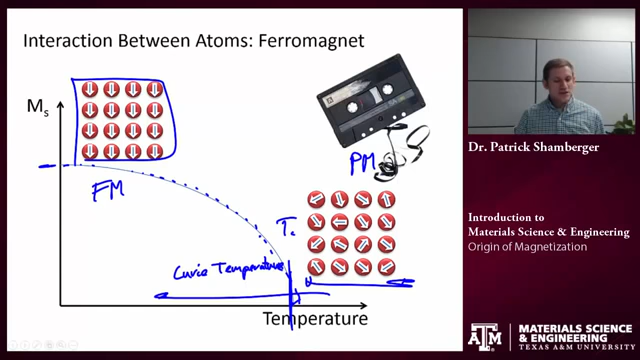 Interaction Between Atoms: Ferromagnet
Ms
FM
PM
Tc
Curie Temperature
Temperature
Dr. Patrick Shamberger
Introduction to
Materials Science & Engineering
Origin of Magnetization
ATM
MATERIALS SCIENCE
& ENGINEERING
TEXAS A&M UNIVERSITY